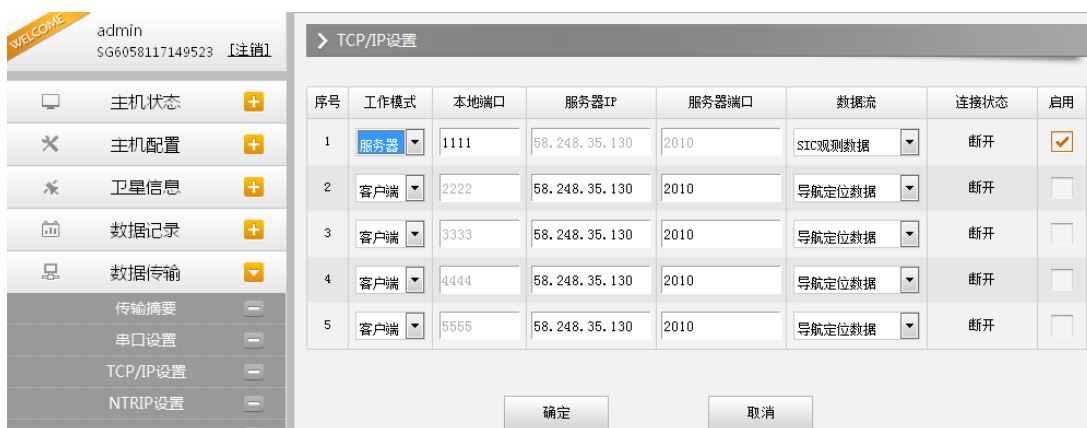 WELCOME
admin
SG6058117149523 [注销]
主机状态
主机配置
卫星信息
数据记录
数据传输
传输摘要
串口设置
TCP/IP设置
NTRIP设置
TCP/IP设置
序号 工作模式 本地端口 服务器IP 服务器端口 数据流 连接状态 启用
1 服务器 1111 58.248.35.130 2010 SIC观测数据 断开
2 客户端 2222 58.248.35.130 2010 导航定位数据 断开
3 客户端 3333 58.248.35.130 2010 导航定位数据 断开
4 客户端 4444 58.248.35.130 2010 导航定位数据 断开
5 客户端 5555 58.248.35.130 2010 导航定位数据 断开
确定 取消